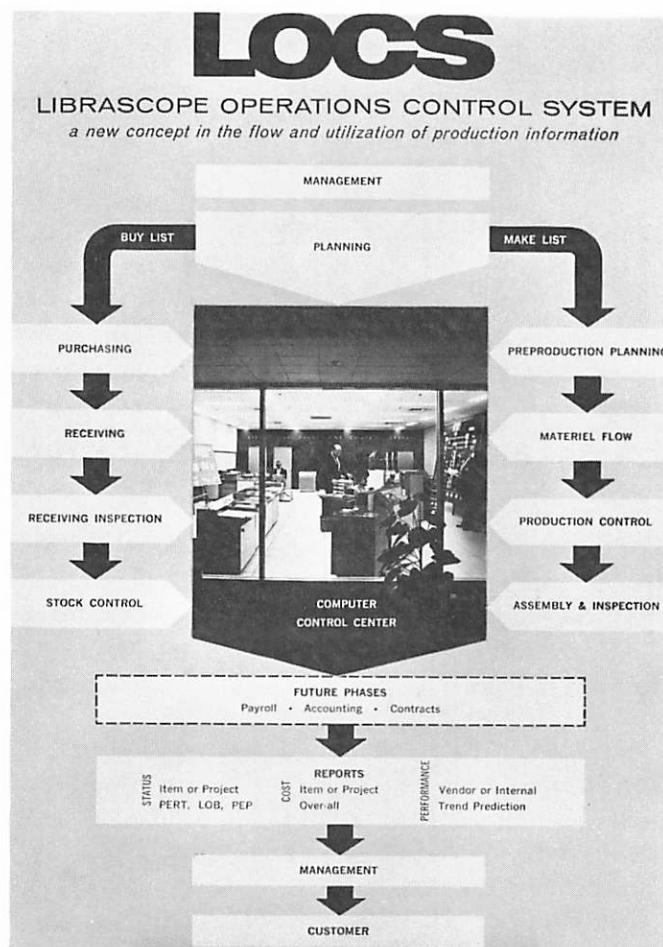 LOCS
LIBRASCOPE OPERATIONS CONTROL SYSTEM
a new concept in the flow and utilization of production information
MANAGEMENT
BUY LIST
PLANNING
MAKE LIST
PURCHASING
RECEIVING
RECEIVING INSPECTION
STOCK CONTROL
PREPRODUCTION PLANNING
MATERIEL FLOW
PRODUCTION CONTROL
ASSEMBLY & INSPECTION
COMPUTER
CONTROL CENTER
FUTURE PHASES
Payroll • Accounting • Contracts
REPORTS
STATUS
Item or Project
PERT, LOB, PEP
COST
Item or Project
Over-all
PERFORMANCE
Vendor or Internal
Trend Prediction
MANAGEMENT
CUSTOMER